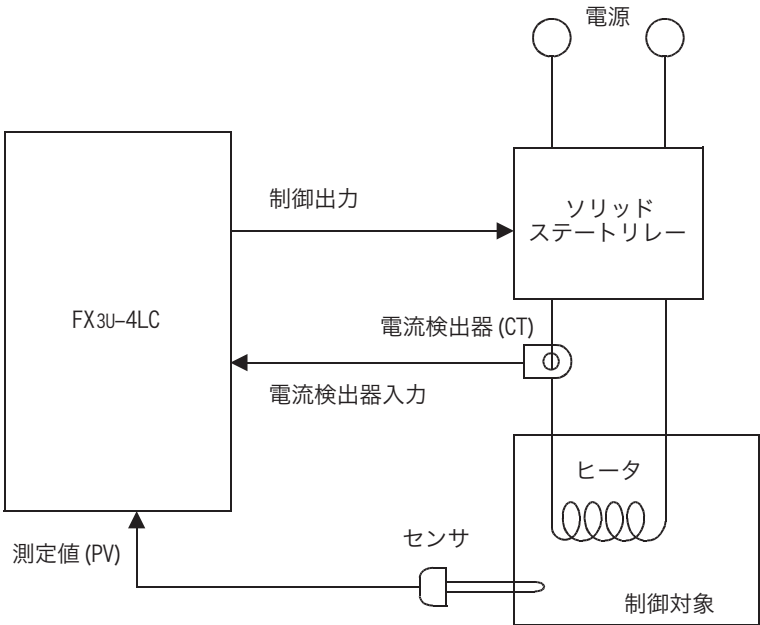 電源
制御出力
ソリッド
ステートリレー
FX3U–4LC
電流検出器 (CT)
電流検出器入力
ヒータ
センサ
測定値 (PV)
制御対象